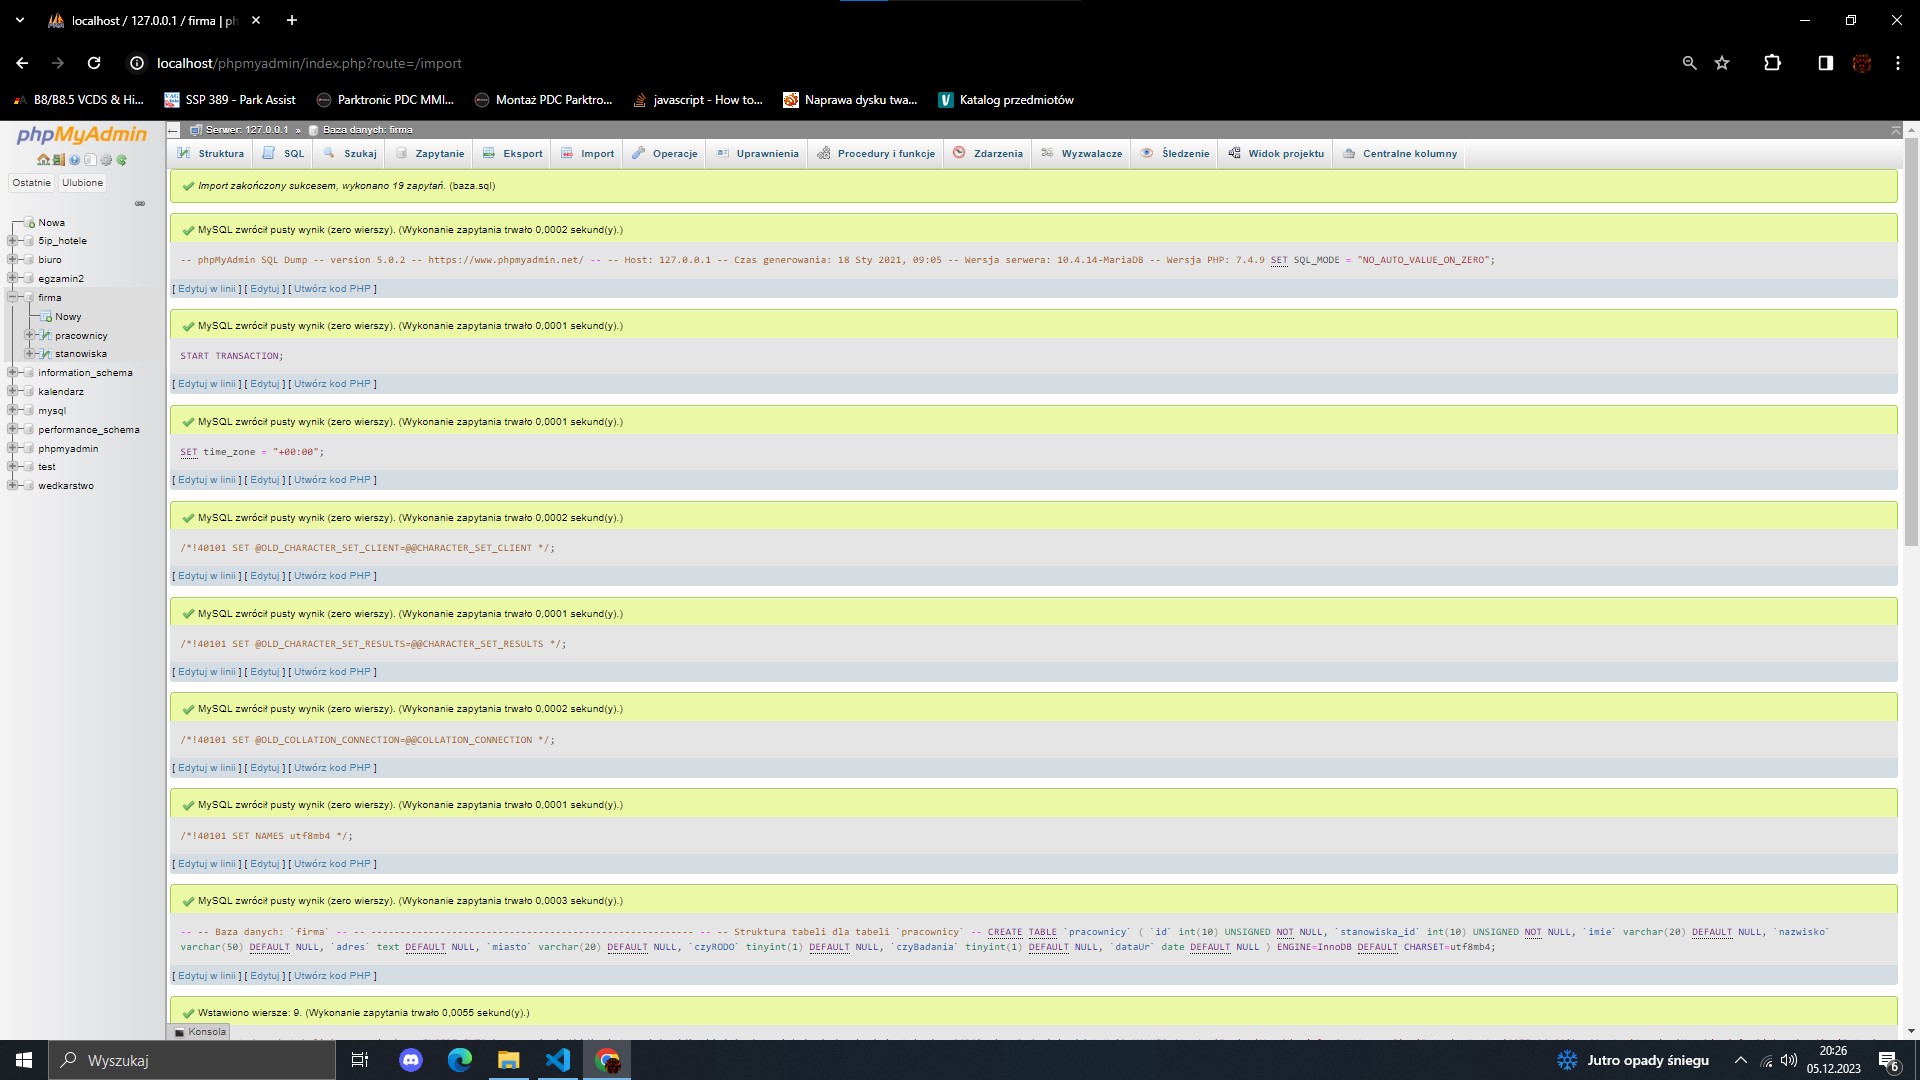 localhost / 127.0.0.1 / firma | ph
localhost/phpmyadmin/index.php?route=/import
B8/B8.5 VCDS & Hi...
SSP 389 - Park Assist
Parktronic PDC MMI...
Montaż PDC Parktro...
javascript - How to...
Naprawa dysku twa...
Katalog przedmiotów
phpMyAdmin
Ostatnie
Ulubione
Nowa
5ip_hotele
biuro
egzamin2
firma
Nowy
pracownicy
stanowiska
information_schema
kalendarz
mysql
performance_schema
phpmyadmin
test
wedkarstwo
Serwer: 127.0.0.1 » Baza danych: firma
Struktura
SQL
Szukaj
Zapytanie
Eksport
Import
Operacje
Uprawnienia
Procedury i funkcje
Zdarzenia
Wyzwalacze
Śledzenie
Widok projektu
Centralne kolumny
Import zakończony sukcesem, wykonano 19 zapytań. (baza.sql)
MySQL zwrócił pusty wynik (zero wierszy). (Wykonanie zapytania trwało 0,0002 sekund(y).)
-- phpMyAdmin SQL Dump -- version 5.0.2 -- https://www.phpmyadmin.net/ -- -- Host: 127.0.0.1 -- Czas generowania: 18 Sty 2021, 09:05 -- Wersja serwera: 10.4.14-MariaDB -- Wersja PHP: 7.4.9 SET SQL_MODE = "NO_AUTO_VALUE_ON_ZERO";
[ Edytuj w linii ] [ Edytuj ] [ Utwórz kod PHP ]
MySQL zwrócił pusty wynik (zero wierszy). (Wykonanie zapytania trwało 0,0001 sekund(y).)
START TRANSACTION;
[ Edytuj w linii ] [ Edytuj ] [ Utwórz kod PHP ]
MySQL zwrócił pusty wynik (zero wierszy). (Wykonanie zapytania trwało 0,0001 sekund(y).)
SET time_zone = "+00:00";
[ Edytuj w linii ] [ Edytuj ] [ Utwórz kod PHP ]
MySQL zwrócił pusty wynik (zero wierszy). (Wykonanie zapytania trwało 0,0002 sekund(y).)
/*!40101 SET @OLD_CHARACTER_SET_CLIENT=@@CHARACTER_SET_CLIENT */;
[ Edytuj w linii ] [ Edytuj ] [ Utwórz kod PHP ]
MySQL zwrócił pusty wynik (zero wierszy). (Wykonanie zapytania trwało 0,0001 sekund(y).)
/*!40101 SET @OLD_CHARACTER_SET_RESULTS=@@CHARACTER_SET_RESULTS */;
[ Edytuj w linii ] [ Edytuj ] [ Utwórz kod PHP ]
MySQL zwrócił pusty wynik (zero wierszy). (Wykonanie zapytania trwało 0,0002 sekund(y).)
/*!40101 SET @OLD_COLLATION_CONNECTION=@@COLLATION_CONNECTION */;
[ Edytuj w linii ] [ Edytuj ] [ Utwórz kod PHP ]
MySQL zwrócił pusty wynik (zero wierszy). (Wykonanie zapytania trwało 0,0001 sekund(y).)
/*!40101 SET NAMES utf8mb4 */;
[ Edytuj w linii ] [ Edytuj ] [ Utwórz kod PHP ]
MySQL zwrócił pusty wynik (zero wierszy). (Wykonanie zapytania trwało 0,0003 sekund(y).)
-- -- Baza danych: `firma` -- -- -------------------------------------------------------- -- -- Struktura tabeli dla tabeli `pracownicy` -- CREATE TABLE `pracownicy` ( `id` int(10) UNSIGNED NOT NULL, `stanowiska_id` int(10) UNSIGNED NOT NULL, `imie` varchar(20) DEFAULT NULL, `nazwisko`
varchar(50) DEFAULT NULL, `adres` text DEFAULT NULL, `miasto` varchar(20) DEFAULT NULL, `czyRODO` tinyint(1) DEFAULT NULL, `czyBadania` tinyint(1) DEFAULT NULL, `dataUr` date DEFAULT NULL ) ENGINE=InnoDB DEFAULT CHARSET=utf8mb4;
[ Edytuj w linii ] [ Edytuj ] [ Utwórz kod PHP ]
Wstawiono wiersze: 9. (Wykonanie zapytania trwało 0,0055 sekund(y).)
Konsola
Wyszukaj
Jutro opady śniegu
20:26
05.12.2023
6